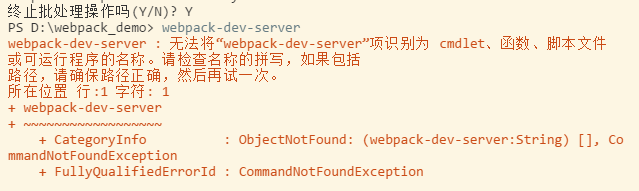 终止批处理操作吗(Y/N)? Y
PS D:\webpack_demo> webpack-dev-server
webpack-dev-server : 无法将“webpack-dev-server”项识别为 cmdlet、函数、脚本文件
或可运行程序的名称。请检查名称的拼写，如果包括
路径，请确保路径正确，然后再试一次。
所在位置 行:1 字符: 1
+ webpack-dev-server
+ ~~~~~~~~~~~~~~~~~~
    + CategoryInfo          : ObjectNotFound: (webpack-dev-server:String) [], Co
mmandNotFoundException
    + FullyQualifiedErrorId : CommandNotFoundException